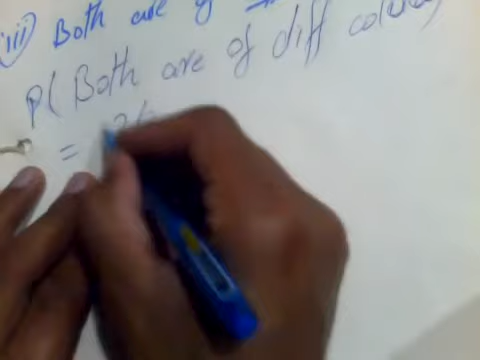 (iii) Both are of
P(Both are of diff colour)
=